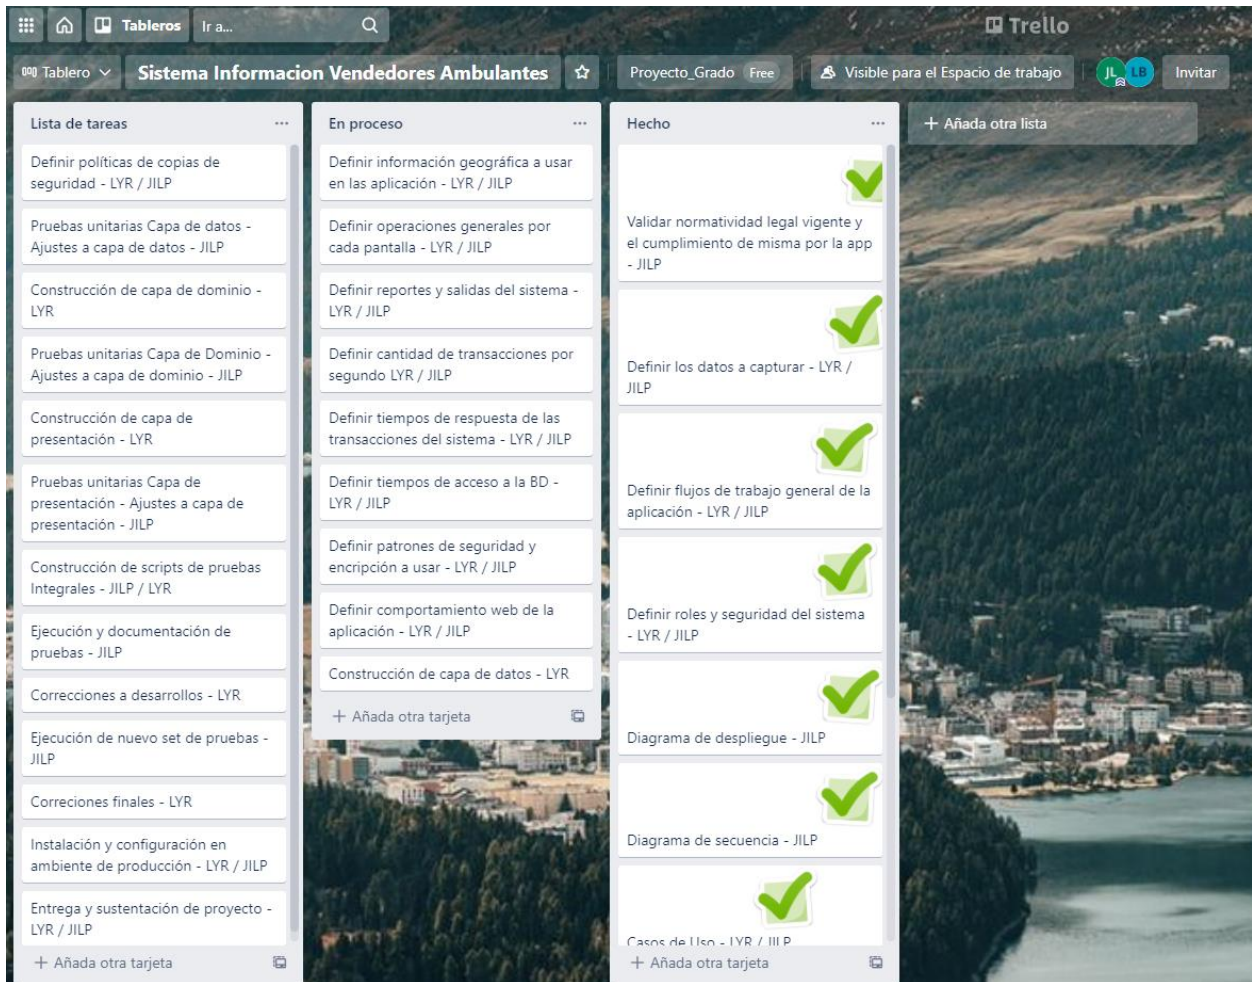 Tableros
Ir a...
Trello
Tablero
Sistema Informacion Vendedores Ambulantes
Proyecto_Grado Free
Visible para el Espacio de trabajo
JL
LB
Invitar
Lista de tareas
Definir políticas de copias de
seguridad - LYR / JILP
Pruebas unitarias Capa de datos -
Ajustes a capa de datos - JILP
Construcción de capa de dominio -
LYR
Pruebas unitarias Capa de Dominio -
Ajustes a capa de dominio - JILP
Construcción de capa de
presentación - LYR
Pruebas unitarias Capa de
presentación - Ajustes a capa de
presentación - JILP
Construcción de scripts de pruebas
Integrales - JILP / LYR
Ejecución y documentación de
pruebas - JILP
Correcciones a desarrollos - LYR
Ejecución de nuevo set de pruebas -
JILP
Correciones finales - LYR
Instalación y configuración en
ambiente de producción - LYR / JILP
Entrega y sustentación de proyecto -
LYR / JILP
+ Añada otra tarjeta
En proceso
Definir información geográfica a usar
en las aplicación - LYR / JILP
Definir operaciones generales por
cada pantalla - LYR / JILP
Definir reportes y salidas del sistema -
LYR / JILP
Definir cantidad de transacciones por
segundo LYR / JILP
Definir tiempos de respuesta de las
transacciones del sistema - LYR / JILP
Definir tiempos de acceso a la BD -
LYR / JILP
Definir patrones de seguridad y
encripción a usar - LYR / JILP
Definir comportamiento web de la
aplicación - LYR / JILP
Construcción de capa de datos - LYR
+ Añada otra tarjeta
Hecho
Validar normatividad legal vigente y
el cumplimiento de misma por la app
- JILP
Definir los datos a capturar - LYR /
JILP
Definir flujos de trabajo general de la
aplicación - LYR / JILP
Definir roles y seguridad del sistema
- LYR / JILP
Diagrama de despliegue - JILP
Diagrama de secuencia - JILP
Casos de Uso - LYR / JILP
+ Añada otra tarjeta
+ Añada otra lista